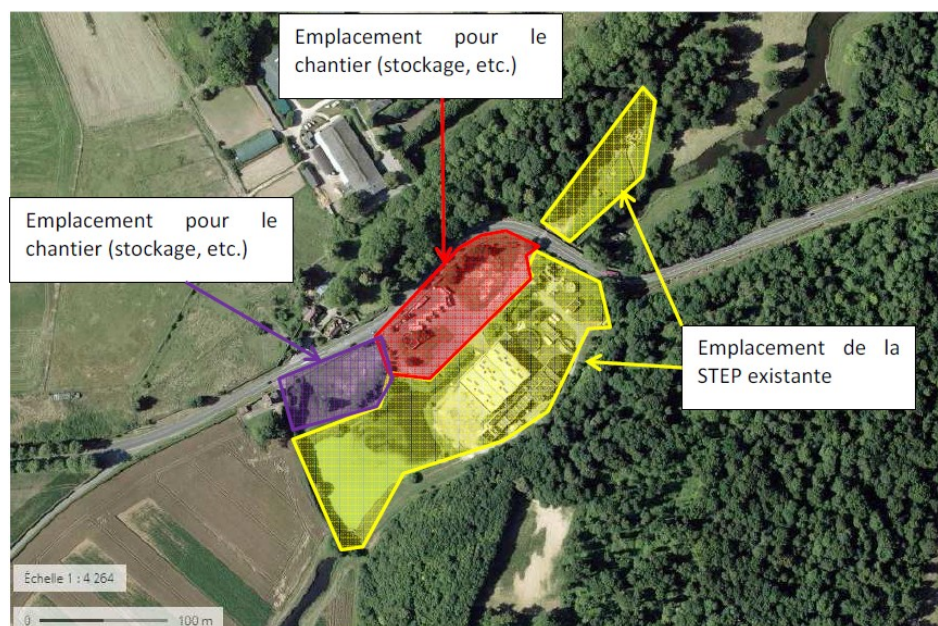 Emplacement pour le
chantier (stockage, etc.)
Emplacement pour le
chantier (stockage, etc.)
Emplacement de la
STEP existante
Échelle 1 : 4 264
0 100 m